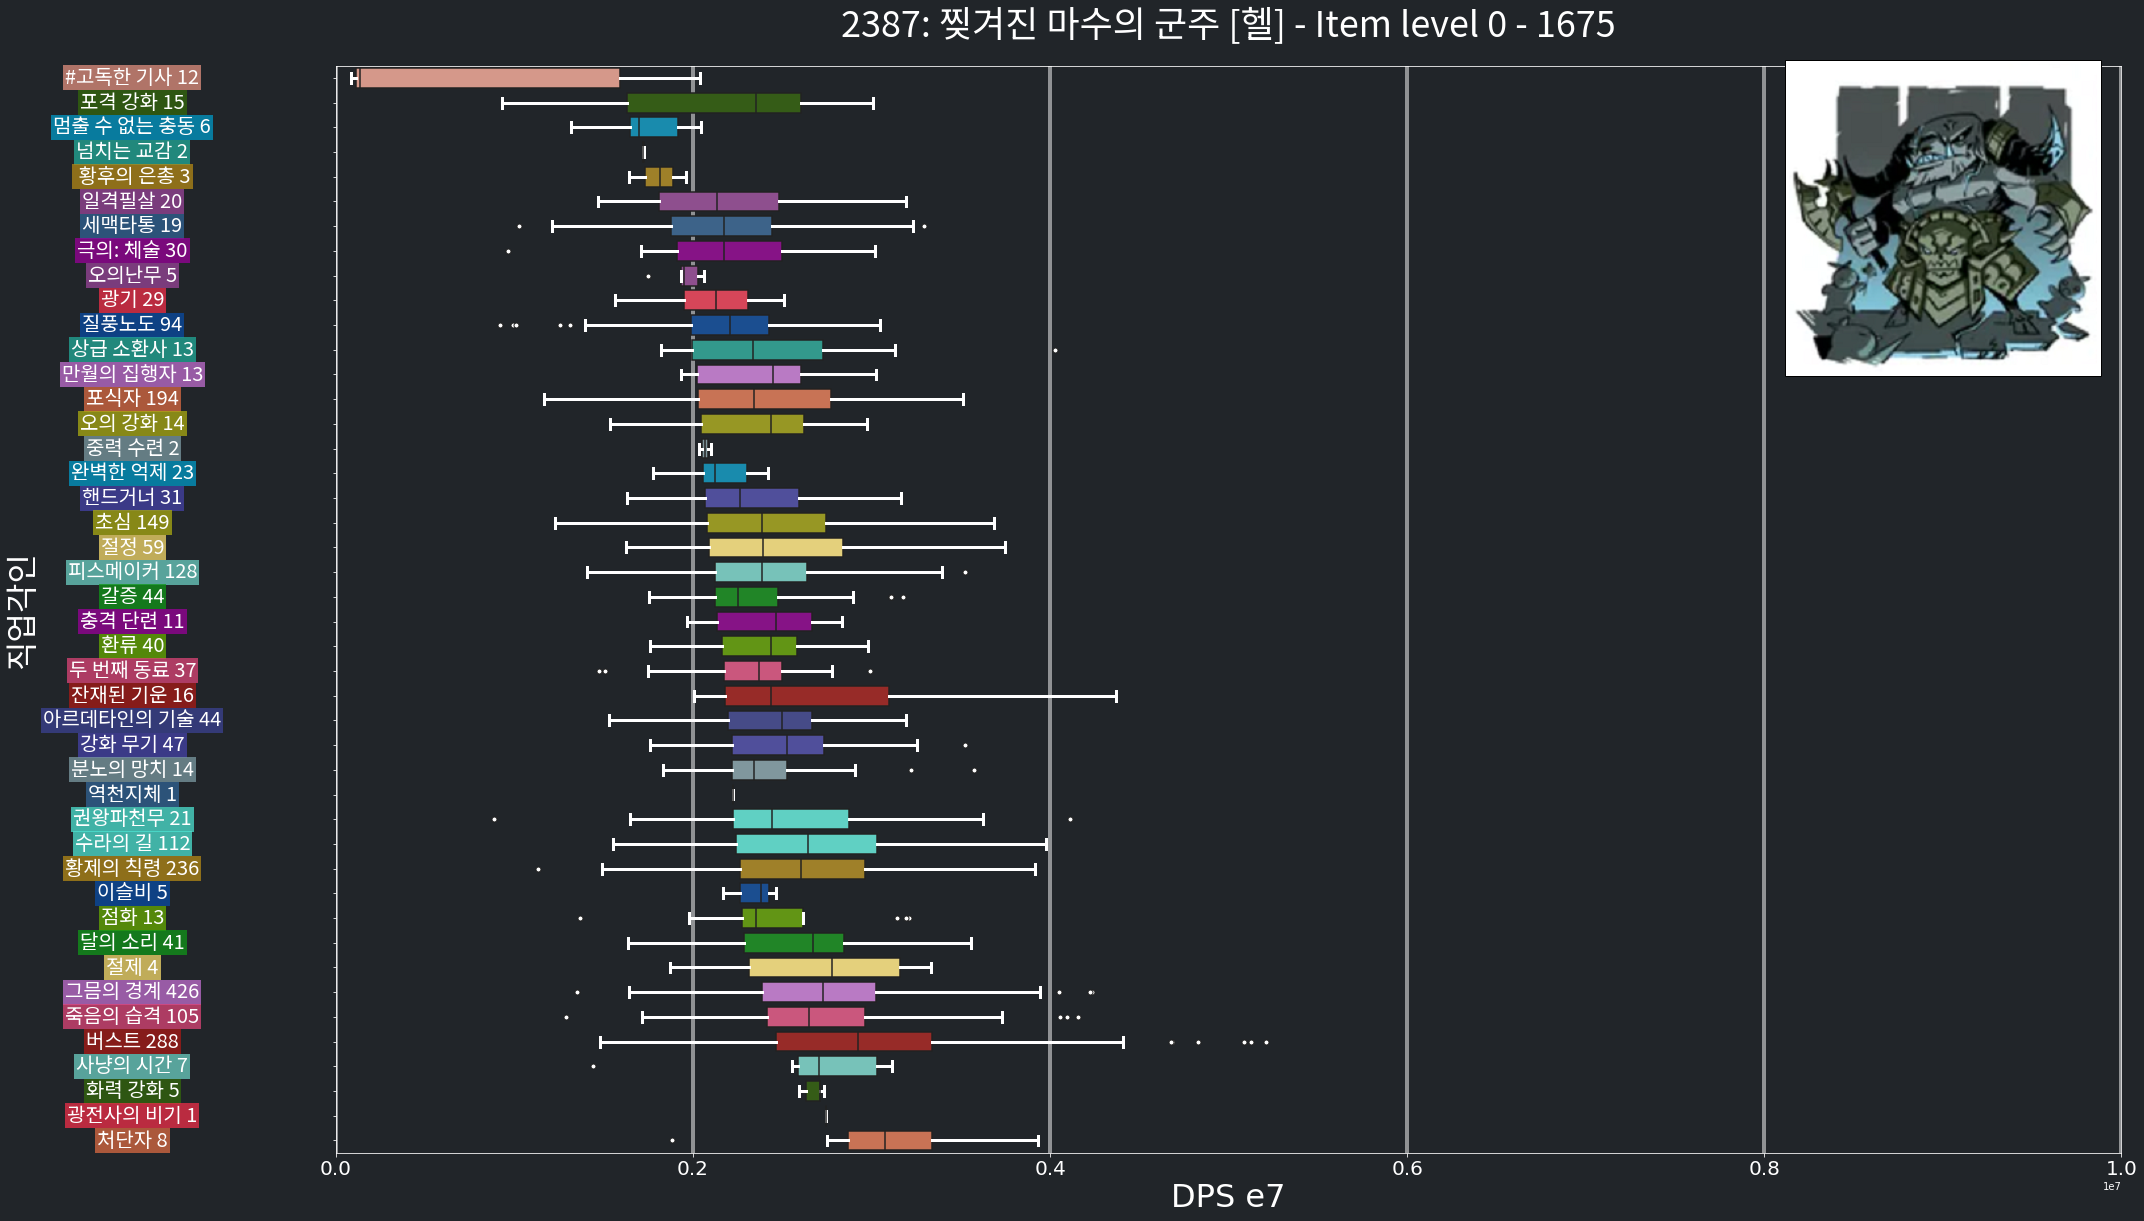 2387: 찢겨진 마수의 군주 [헬] - Item level 0 - 1675
#고독한 기사 12
포격 강화 15
멈출 수 없는 충동 6
넘치는 교감 2
황후의 은총 3
일격필살 20
세맥타통 19
극의: 체술 30
오의난무 5
광기 29
질풍노도 94
상급 소환사 13
만월의 집행자 13
포식자 194
오의 강화 14
중력 수련 2
완벽한 억제 23
핸드거너 31
초심 149
절정 59
피스메이커 128
갈증 44
충격 단련 11
환류 40
두 번째 동료 37
잔재된 기운 16
아르데타인의 기술 44
강화 무기 47
분노의 망치 14
역천지체 1
권왕파천무 21
수라의 길 112
황제의 칙령 236
이슬비 5
점화 13
달의 소리 41
절제 4
그믐의 경계 426
죽음의 습격 105
버스트 288
사냥의 시간 7
화력 강화 5
광전사의 비기 1
처단자 8
직업각인
0.0 0.2 0.4 0.6 0.8 1.0
1e7
DPS e7